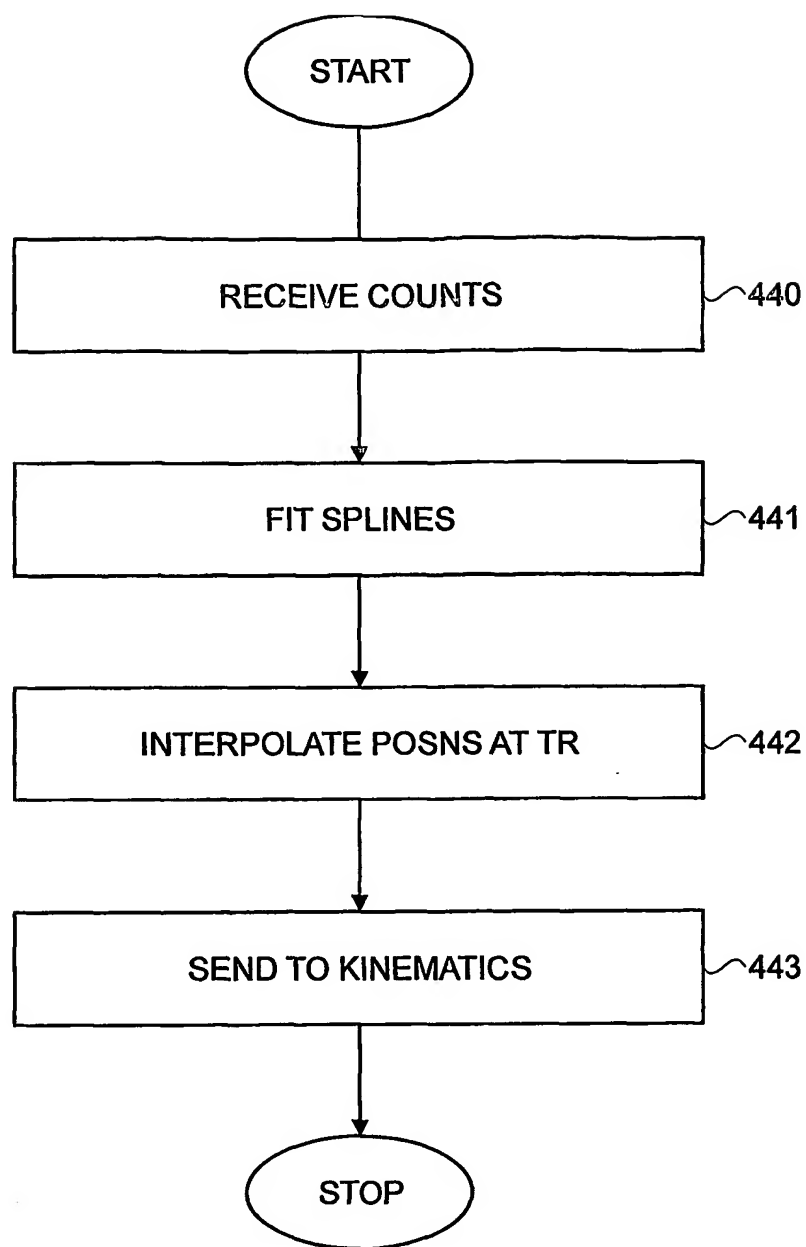 START
RECEIVE COUNTS
440
FIT SPLINES
441
INTERPOLATE POSNS AT TR
442
SEND TO KINEMATICS
443
STOP